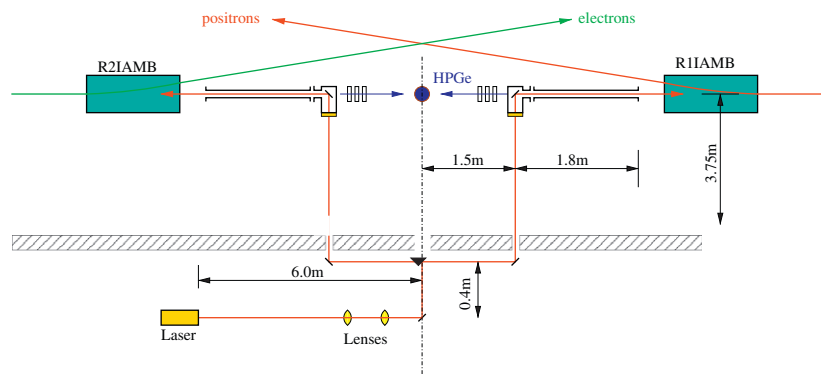 positrons
electrons
R2IAMB
R1IAMB
HPGe
1.5m
1.8m
3.75m
6.0m
0.4m
Laser
Lenses